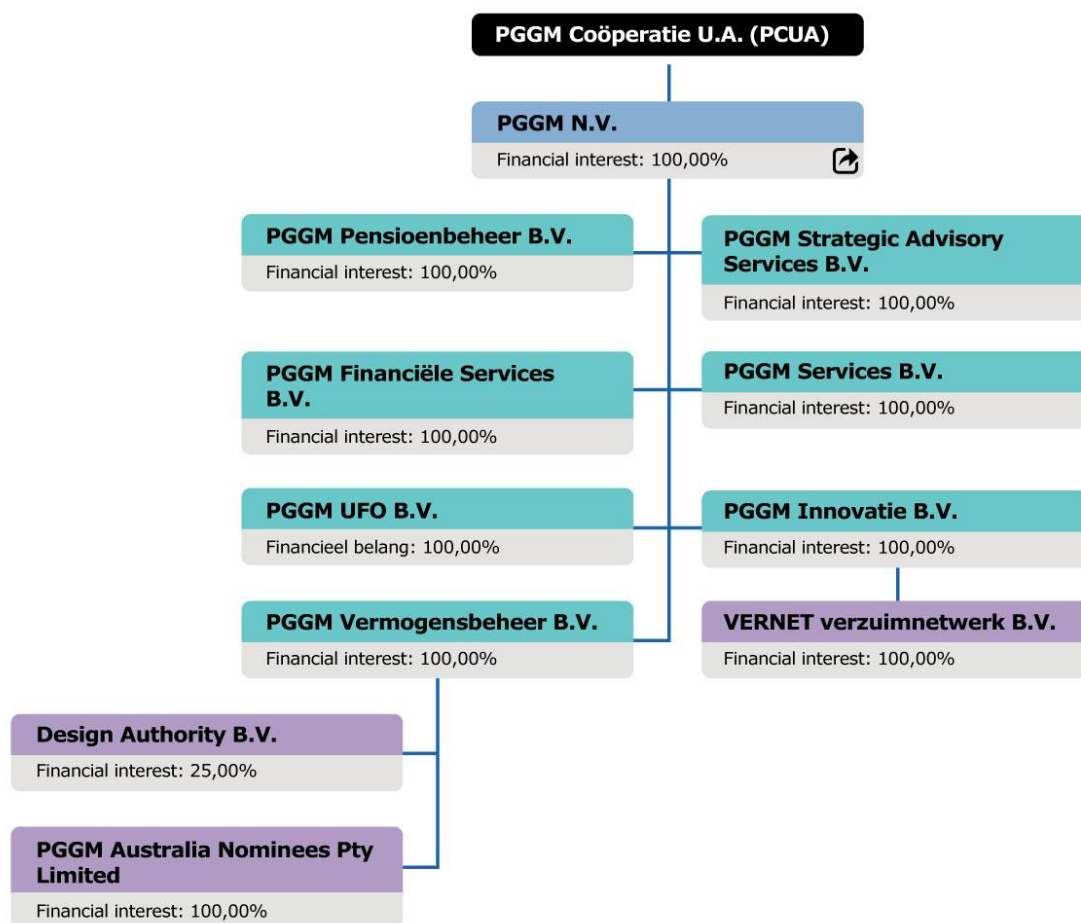 PGGM Coöperatie U.A. (PCUA)
PGGM N.V.
Financial interest: 100,00%
PGGM Pensioenbeheer B.V.
Financial interest: 100,00%
PGGM Strategic Advisory
Services B.V.
Financial interest: 100,00%
PGGM Financiële Services
B.V.
Financial interest: 100,00%
PGGM Services B.V.
Financial interest: 100,00%
PGGM UFO B.V.
Financieel belang: 100,00%
PGGM Innovatie B.V.
Financial interest: 100,00%
PGGM Vermogensbeheer B.V.
Financial interest: 100,00%
VERNET verzuimnetwerk B.V.
Financial interest: 100,00%
Design Authority B.V.
Financial interest: 25,00%
PGGM Australia Nominees Pty
Limited
Financial interest: 100,00%